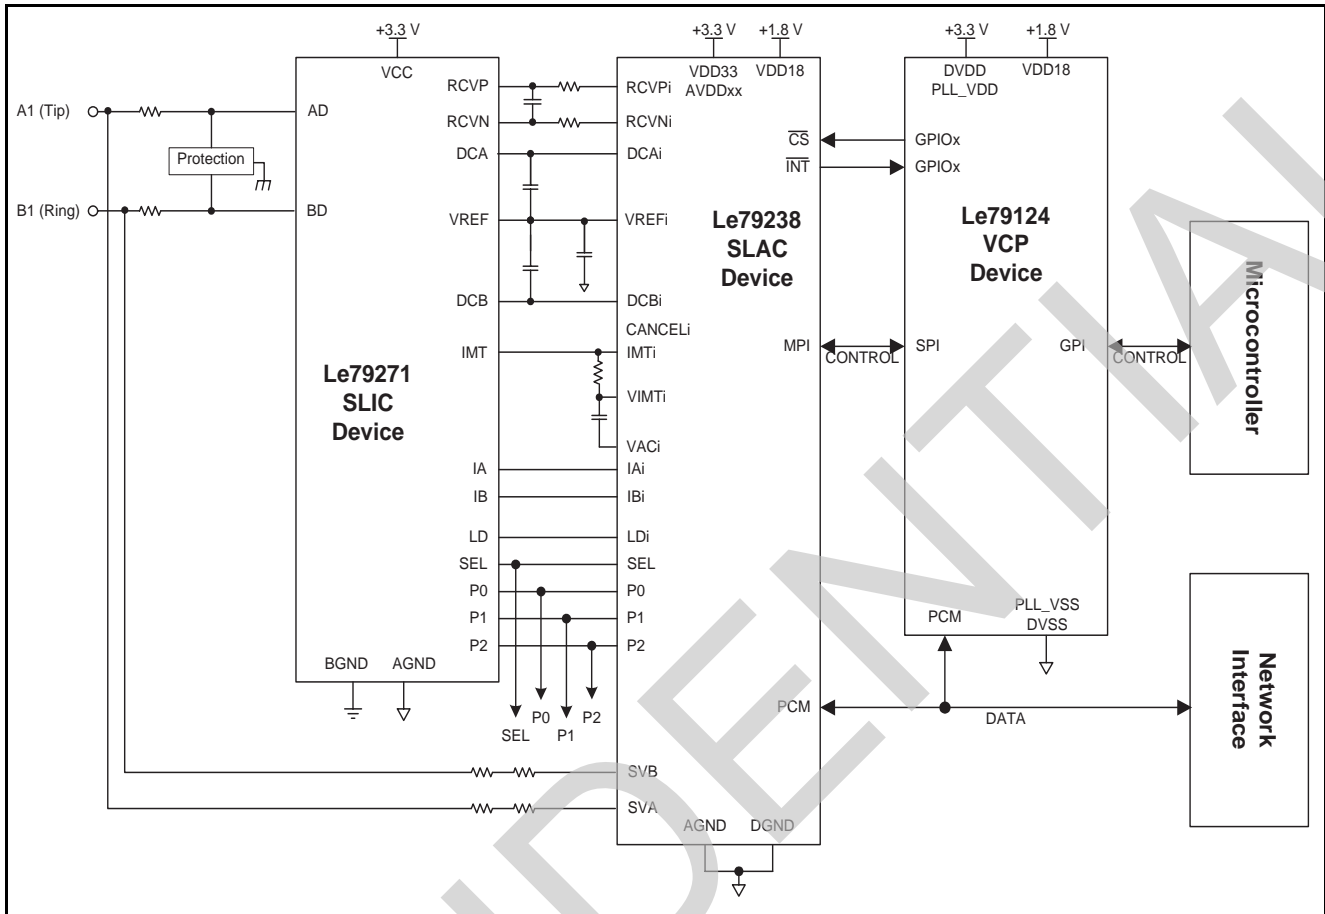 +3.3 V
+3.3 V +1.8 V
+3.3 V +1.8 V
VCC
VDD33 VDD18
AVDDxx
DVDD VDD18
PLL_VDD
A1 (Tip)
AD
Protection
B1 (Ring)
BD
RCVP
RCVN
DCA
VREF
DCB
IMT
Le79271
SLIC
Device
IA
IB
LD
SEL
P0
P1
P2
BGND AGND
SEL
P0
P1
P2
RCVPi
RCVNi
DCAi
VREFi
DCBi
CANCELi
IMTi
VIMTi
VACi
IAi
IBi
LDi
SEL
P0
P1
P2
SVB
SVA
CS
INT
Le79238
SLAC
Device
MPI
PCM
AGND DGND
CONTROL
GPIOx
GPIOx
Le79124
VCP
Device
SPI
GPI
PCM
PLL_VSS
DVSS
CONTROL
DATA
Microcontroller
Network
Interface
DENTIAL